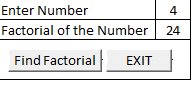 Enter Number 4
Factorial of the Number 24
Find Factorial EXIT